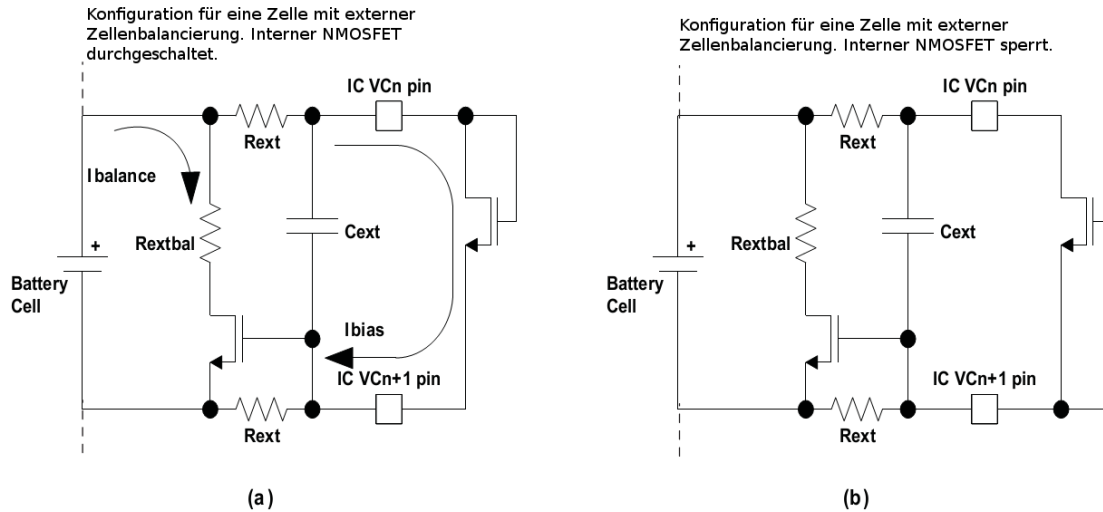 Konfiguration für eine Zelle mit externer
Zellenbalancierung. Interner NMOSFET
durchgeschaltet.
IC VCn pin
Rext
I balance
Rextbal
Cext
+
Battery
Cell
I bias
IC VCn+1 pin
Rext
(a)
Konfiguration für eine Zelle mit externer
Zellenbalancierung. Interner NMOSFET sperrt.
IC VCn pin
Rext
Rextbal
Cext
+
Battery
Cell
IC VCn+1 pin
Rext
(b)